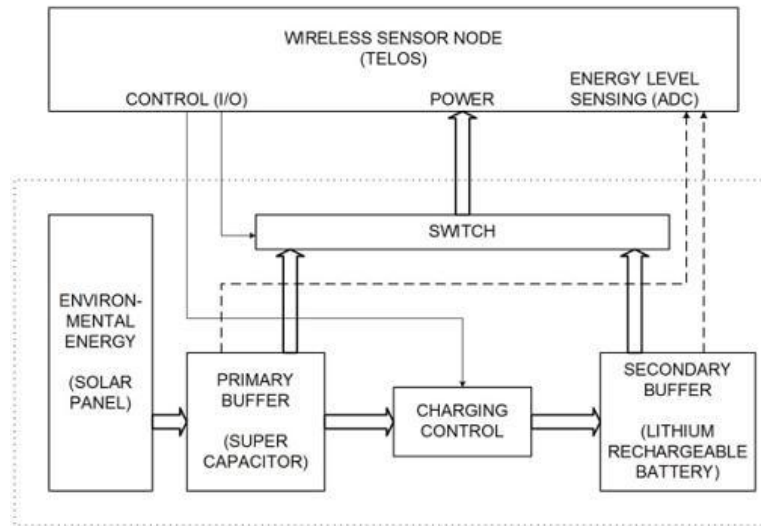 WIRELESS SENSOR NODE
(TELOS)
ENERGY LEVEL
SENSING (ADC)
CONTROL (I/O)
POWER
SWITCH
ENVIRON-
MENTAL
ENERGY
(SOLAR
PANEL)
PRIMARY
BUFFER
(SUPER
CAPACITOR)
CHARGING
CONTROL
SECONDARY
BUFFER
(LITHIUM
RECHARGEABLE
BATTERY)